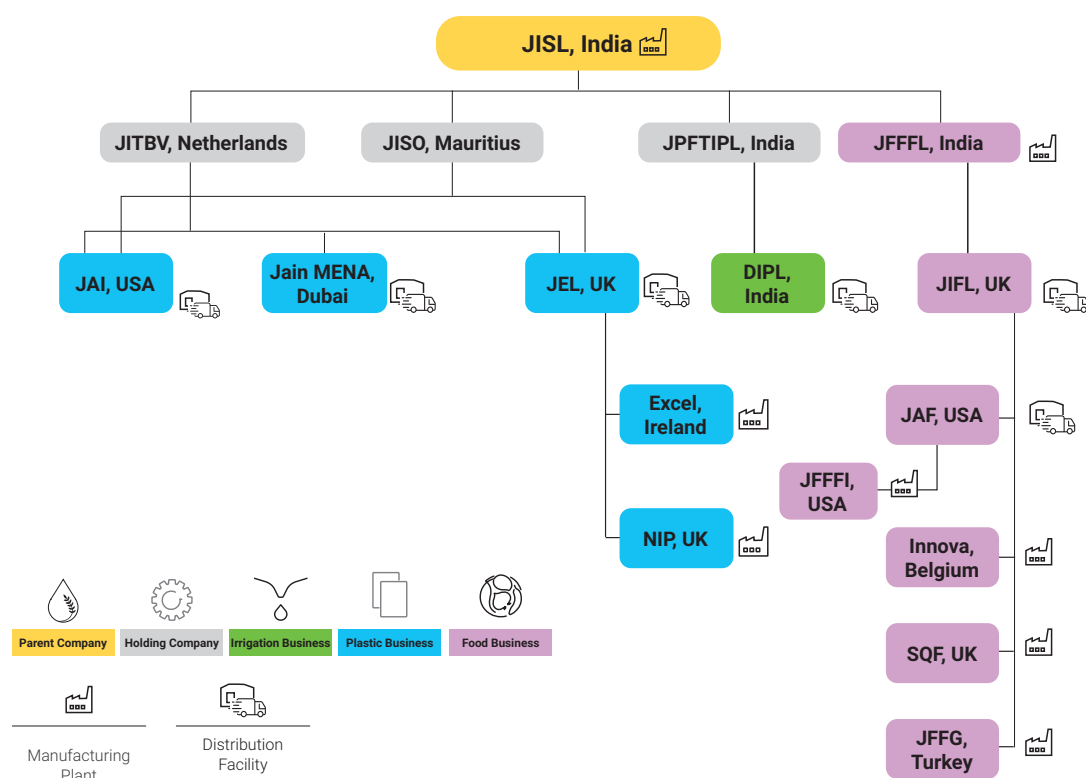 JISL, India
JITBV, Netherlands
JISO, Mauritius
JPFTIPL, India
JFFFL, India
JAI, USA
Jain MENA,
Dubai
JEL, UK
DIPL,
India
JIFL, UK
Excel,
Ireland
JAF, USA
JFFFI,
USA
NIP, UK
Innova,
Belgium
SQF, UK
JFFG,
Turkey
Parent Company
Holding Company
Irrigation Business
Plastic Business
Food Business
Manufacturing
Plant
Distribution
Facility